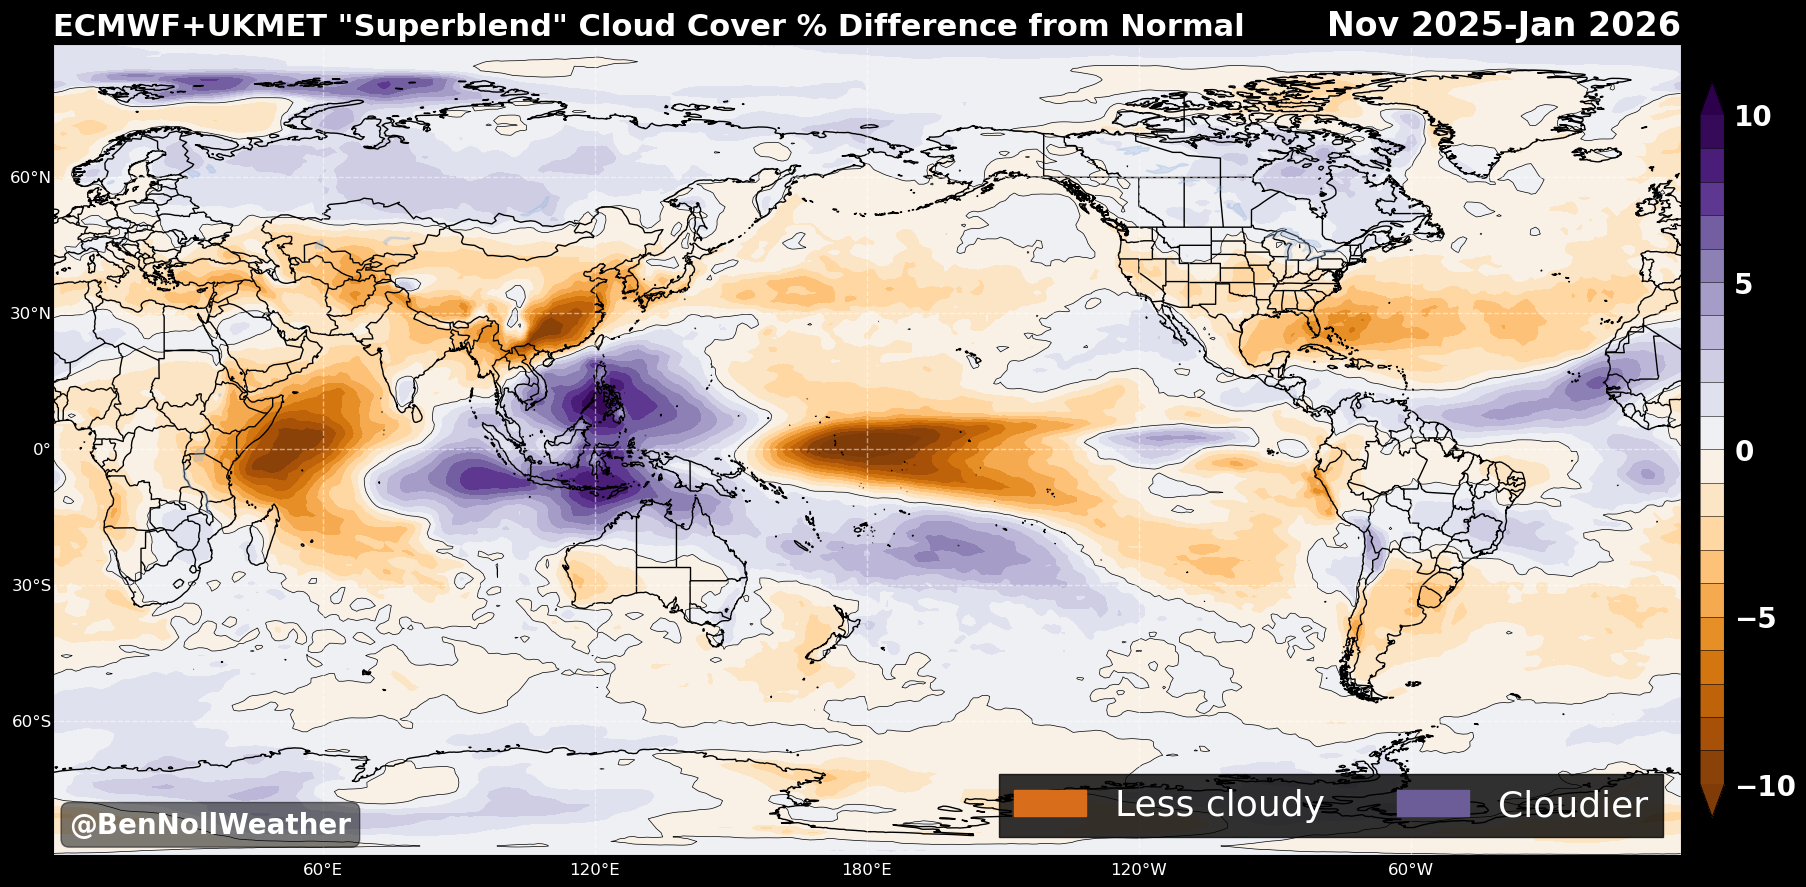 ECMWF+UKMET "Superblend" Cloud Cover % Difference from Normal
Nov 2025-Jan 2026
10
5
0
−5
−10
60°N
30°N
0°
30°S
60°S
60°E
120°E
180°E
120°W
60°W
Less cloudy
Cloudier
@BenNollWeather